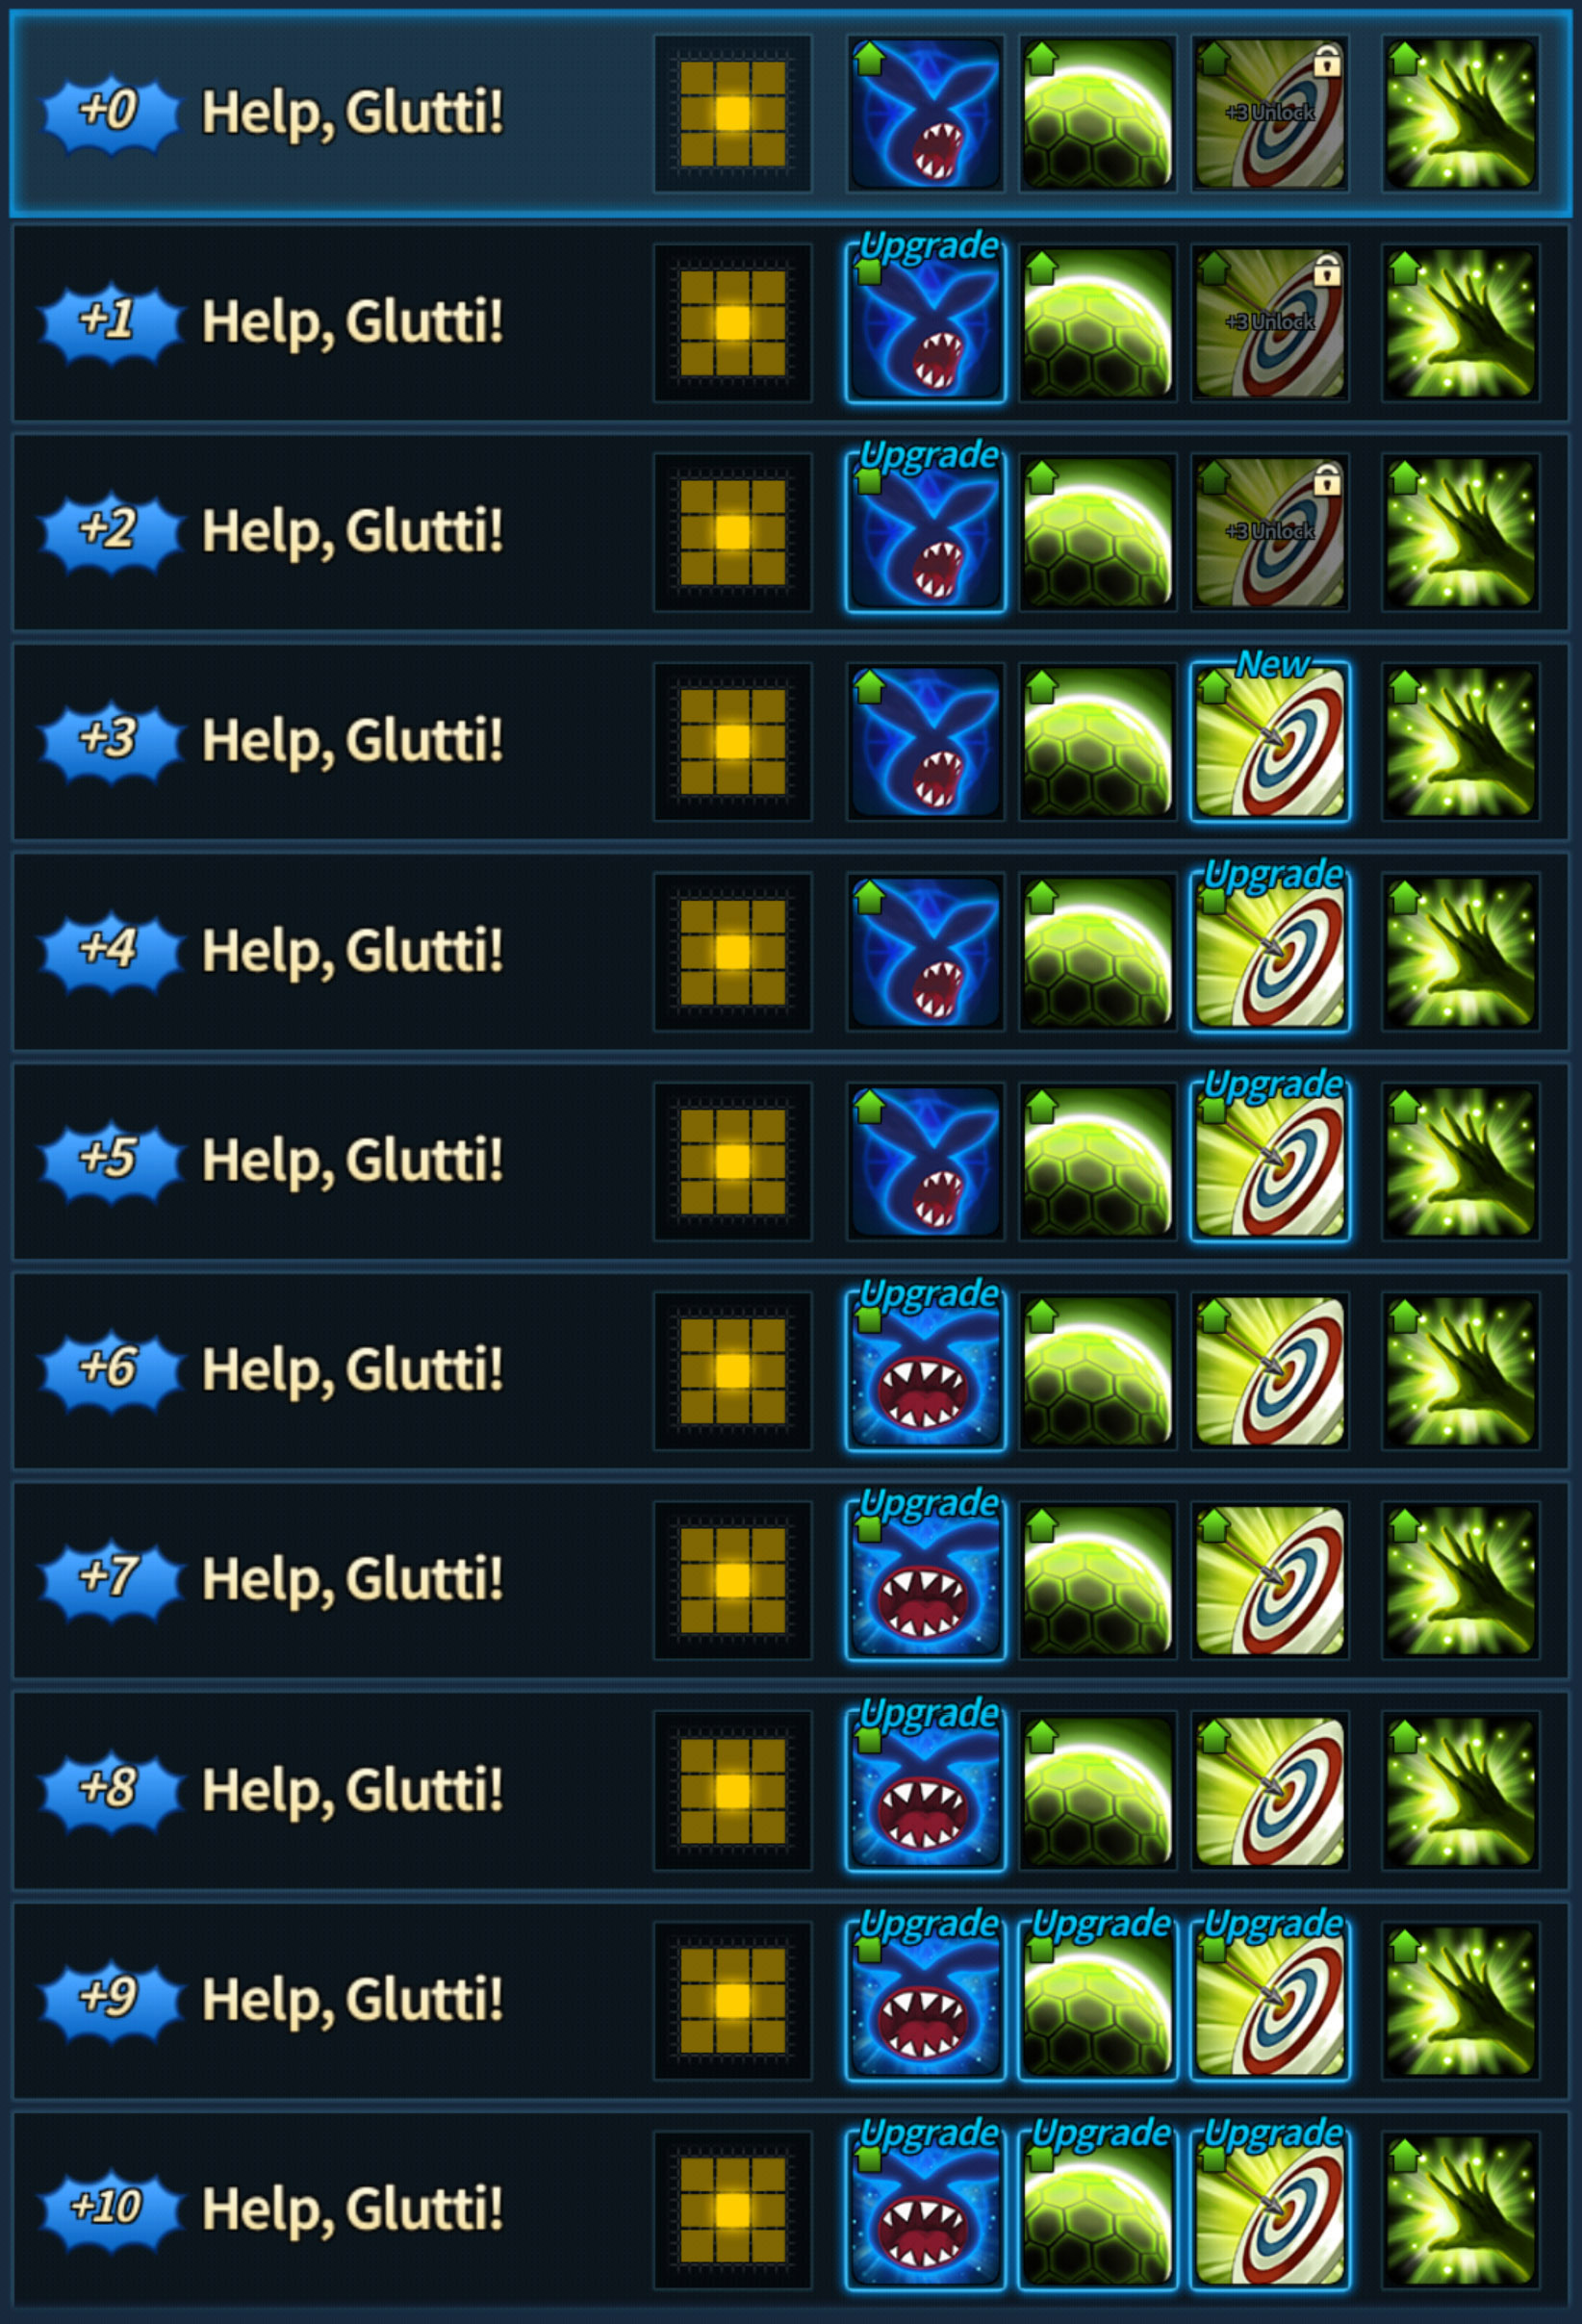 +0 Help, Glutti! +3 Unlock
Upgrade
+1 Help, Glutti! +3 Unlock
Upgrade
+2 Help, Glutti! +3 Unlock
New
+3 Help, Glutti!
Upgrade
+4 Help, Glutti!
Upgrade
+5 Help, Glutti!
Upgrade
+6 Help, Glutti!
Upgrade
+7 Help, Glutti!
Upgrade
+8 Help, Glutti!
Upgrade Upgrade Upgrade
+9 Help, Glutti!
Upgrade Upgrade Upgrade
+10 Help, Glutti!